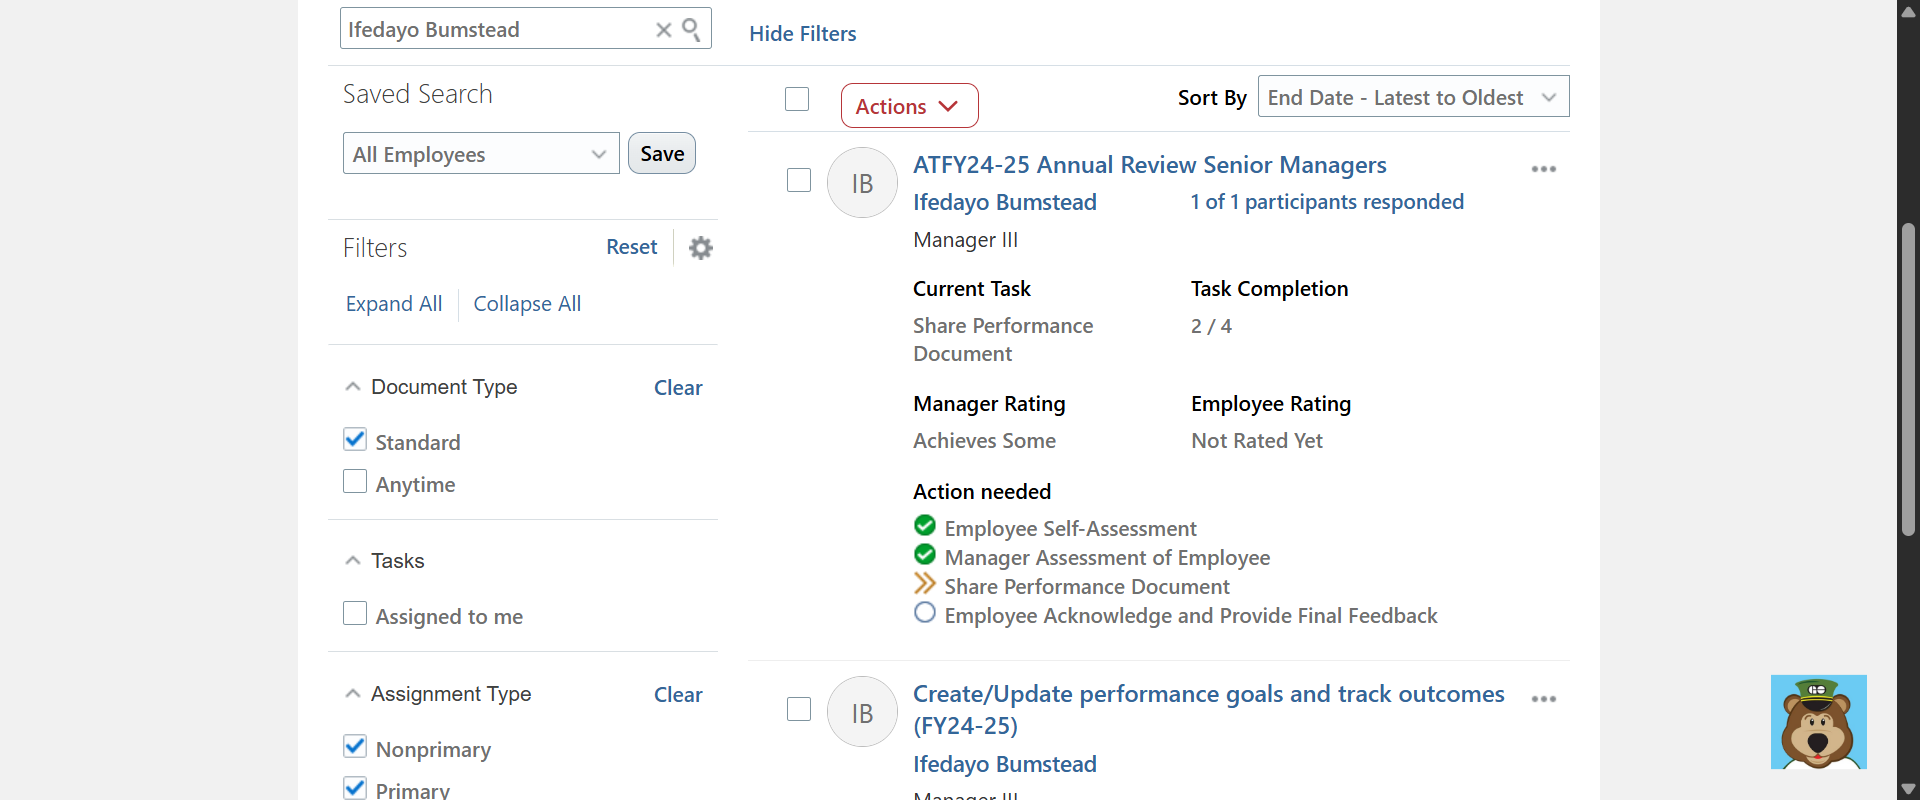 Ifedayo Bumstead
Hide Filters
Saved Search
Actions
Sort By
End Date - Latest to Oldest
All Employees
Save
Filters
Reset
Expand All
Collapse All
Document Type
Clear
Standard
Anytime
Tasks
Assigned to me
Assignment Type
Clear
Nonprimary
Primary
IB
ATFY24-25 Annual Review Senior Managers
Ifedayo Bumstead
1 of 1 participants responded
Manager III
Current Task
Task Completion
Share Performance
Document
2 / 4
Manager Rating
Employee Rating
Achieves Some
Not Rated Yet
Action needed
Employee Self-Assessment
Manager Assessment of Employee
Share Performance Document
Employee Acknowledge and Provide Final Feedback
IB
Create/Update performance goals and track outcomes
(FY24-25)
Ifedayo Bumstead
Manager III